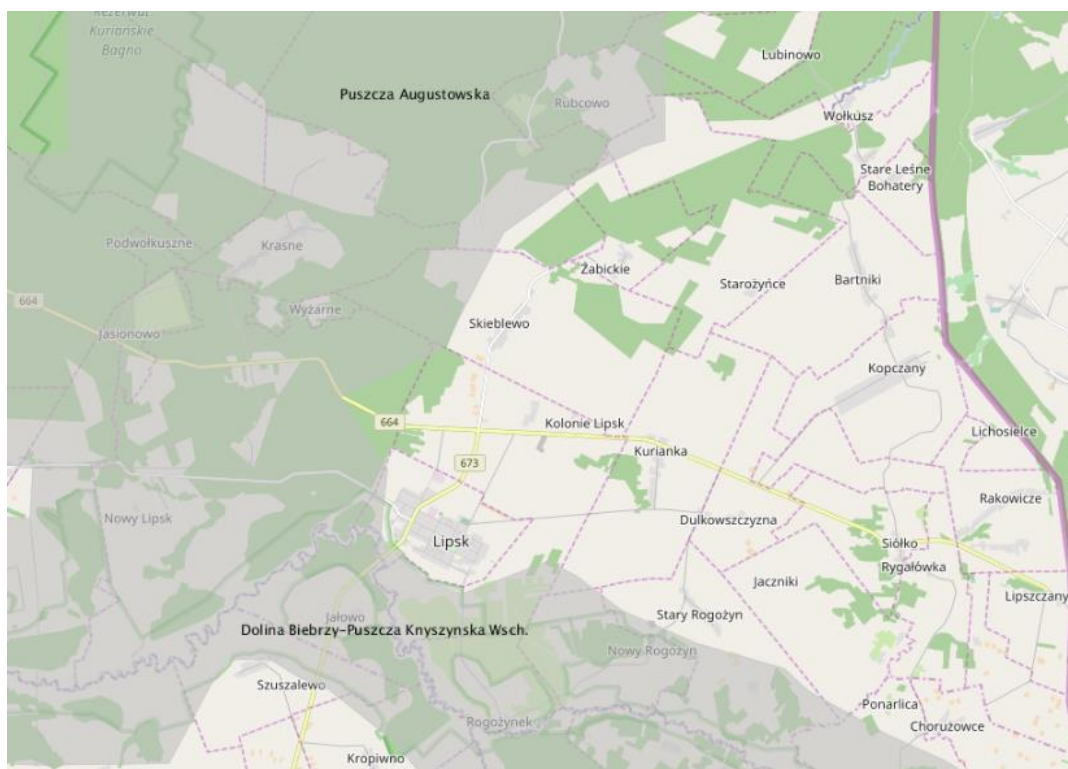 Rezerwat
Kuriańskie
Bagno
Lubinowo
Puszcza Augustowska
Rubcowo
Wołkusz
Stare Leśne
Bohatery
Podwołkuszne
Krasne
Żabickie
Starożyńce
Bartniki
664
Wyżarne
Jasionowo
Skieblewo
Kopczany
664
Kolonie Lipsk
Lichosielce
Kurianka
673
Rakowicze
Nowy Lipsk
Dulkowszczyzna
Lipsk
Siółko
Rygałówka
Jaczniki
Lipszczany
Jałowo
Stary Rogożyn
Dolina Biebrzy-Puszcza Knyszynska Wsch.
Nowy Rogożyn
Szuszalewo
Ponarlica
Rogożynek
Choruzowce
Kropiwno